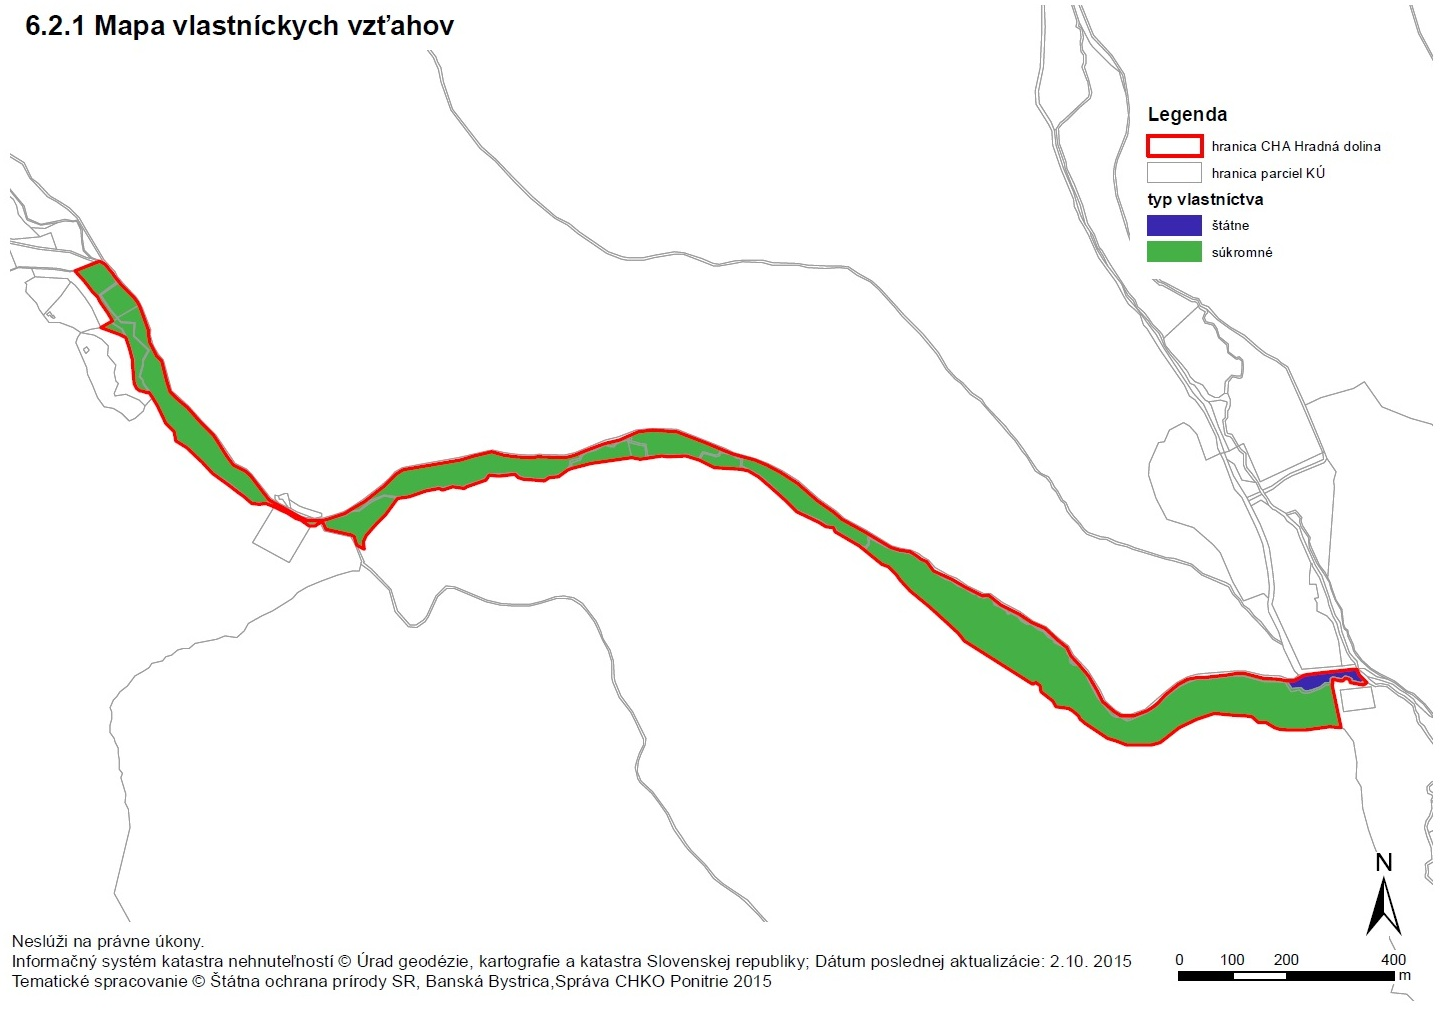 6.2.1 Mapa vlastníckych vzťahov
Legenda
hranica CHA Hradná dolina
hranica parciel KÚ
typ vlastníctva
štátne
súkromné
N
Neslúži na právne úkony.
Informačný systém katastra nehnuteľností © Úrad geodézie, kartografie a katastra Slovenskej republiky; Dátum poslednej aktualizácie: 2.10. 2015
Tematické spracovanie © Štátna ochrana prírody SR, Banská Bystrica,Správa CHKO Ponitrie 2015
0 100 200 400
m